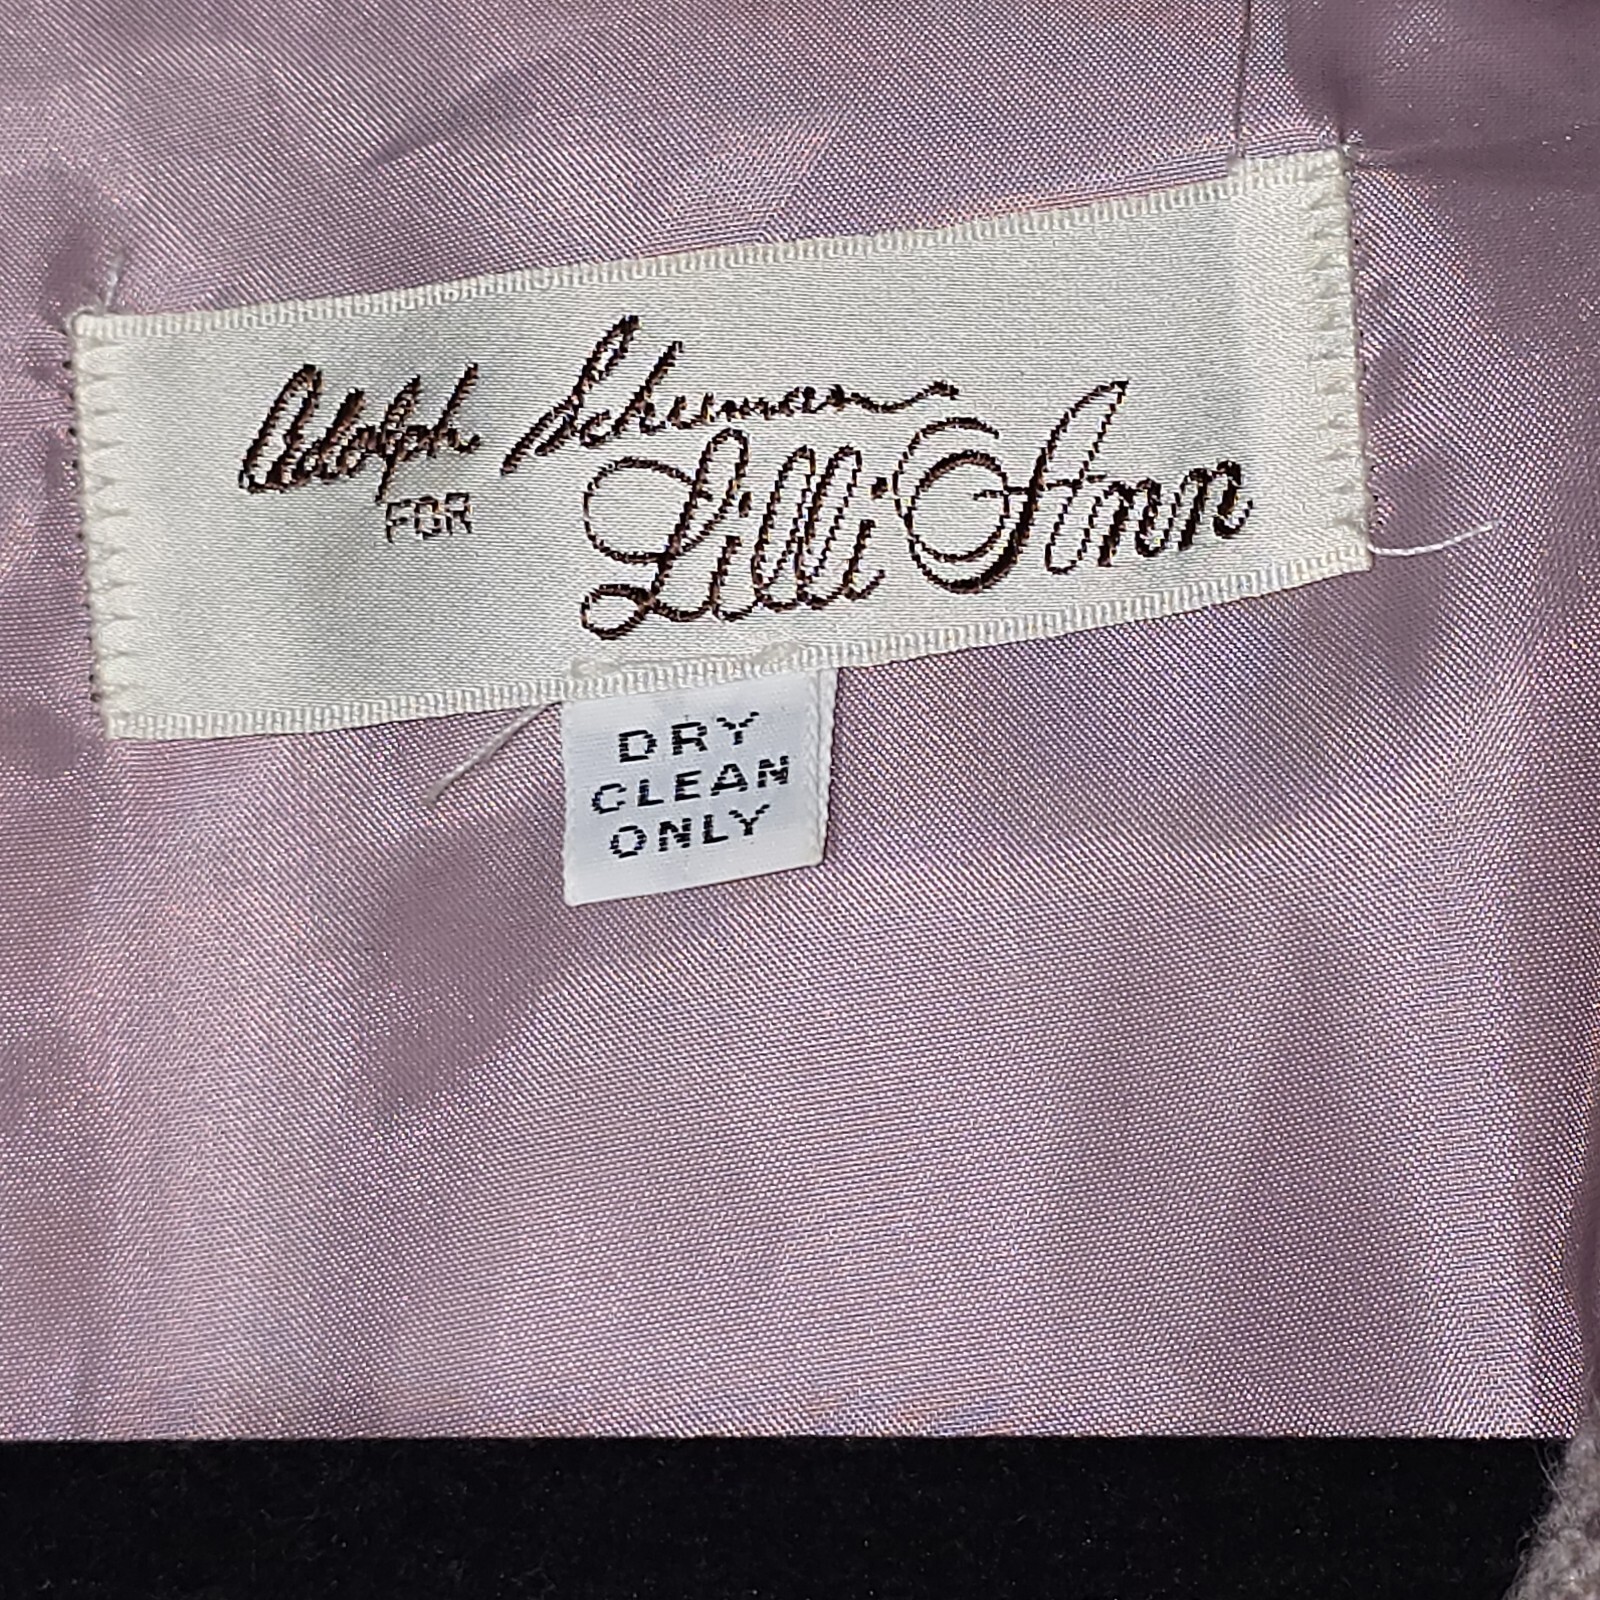 Adolph Schuman
FOR
Lilli Ann
DRY
CLEAN
ONLY